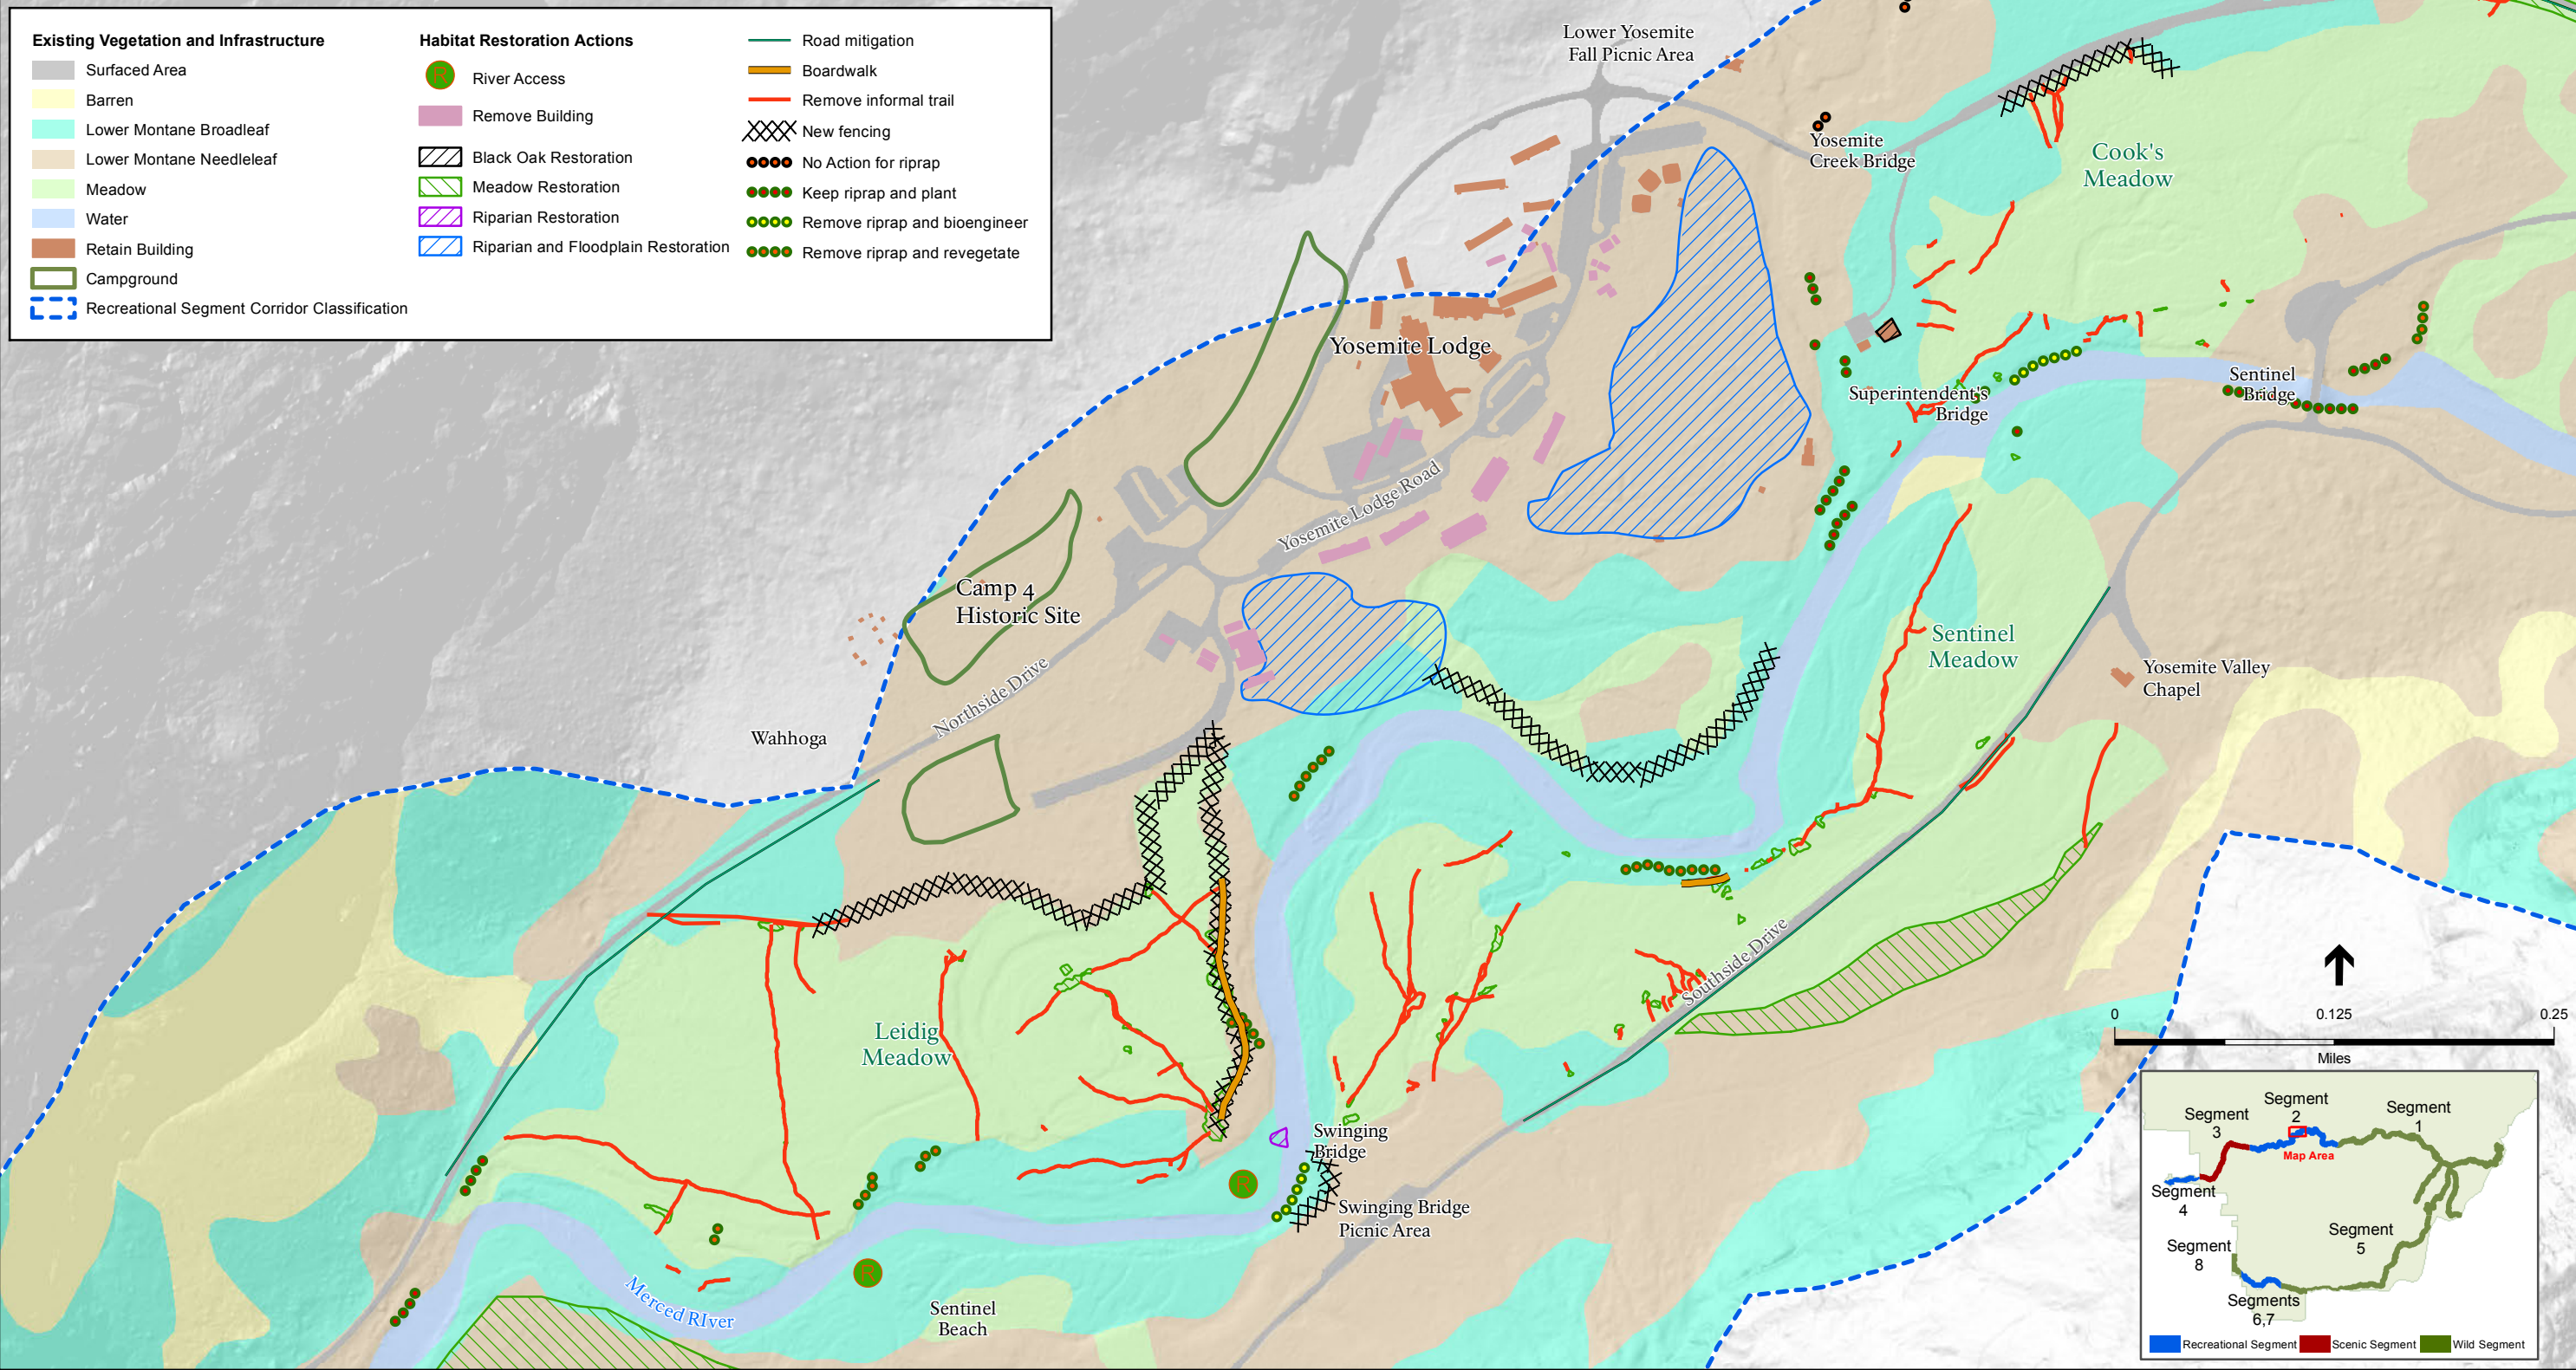 Existing Vegetation and Infrastructure
Surfaced Area
Barren
Lower Montane Broadleaf
Lower Montane Needleleaf
Meadow
Water
Retain Building
Campground
Recreational Segment Corridor Classification
Habitat Restoration Actions
R
River Access
Remove Building
Black Oak Restoration
Meadow Restoration
Riparian Restoration
Riparian and Floodplain Restoration
Road mitigation
Boardwalk
Remove informal trail
New fencing
No Action for riprap
Keep riprap and plant
Remove riprap and bioengineer
Remove riprap and revegetate
Lower Yosemite
Fall Picnic Area
Yosemite
Creek Bridge
Cook's
Meadow
Yosemite Lodge
Superintendent's
Bridge
Sentinel
Bridge
Yosemite Lodge Road
Camp 4
Historic Site
Northside Drive
Wahhoga
Sentinel
Meadow
Yosemite Valley
Chapel
Southside Drive
Leidig
Meadow
Swinging
Bridge
R
Swinging Bridge
Picnic Area
R
Merced RIver
Sentinel
Beach
0
0.125
0.25
Miles
Segment
1
Segment
2
Segment
3
Map Area
Segment
4
Segment
5
Segment
8
Segments
6,7
Recreational Segment
Scenic Segment
Wild Segment